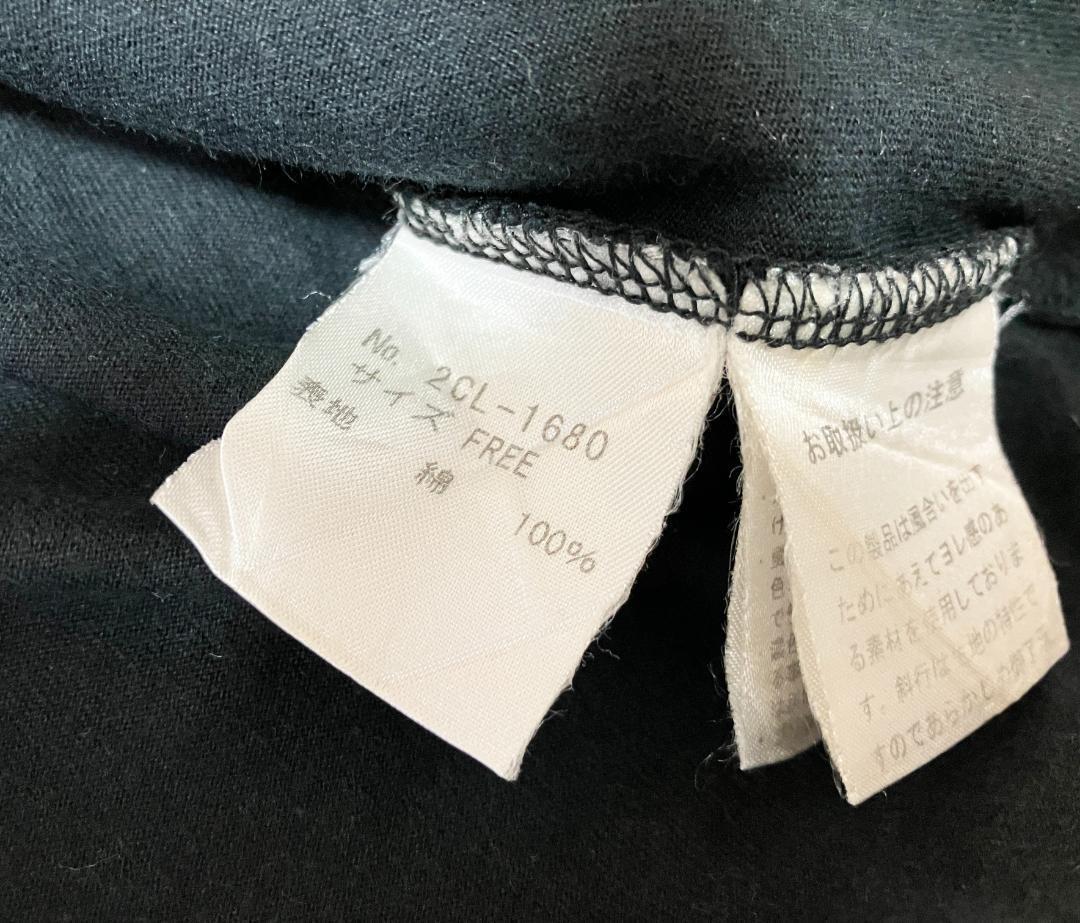 No. 2CL-1680
サイズ FREE
表地 綿 100%
お取扱い上の注意
この製品は風合いを出す
ためにあえてヨレ感のあ
る素材を使用しておりま
す。斜行は生地の特性で
すのであらかじめ御了